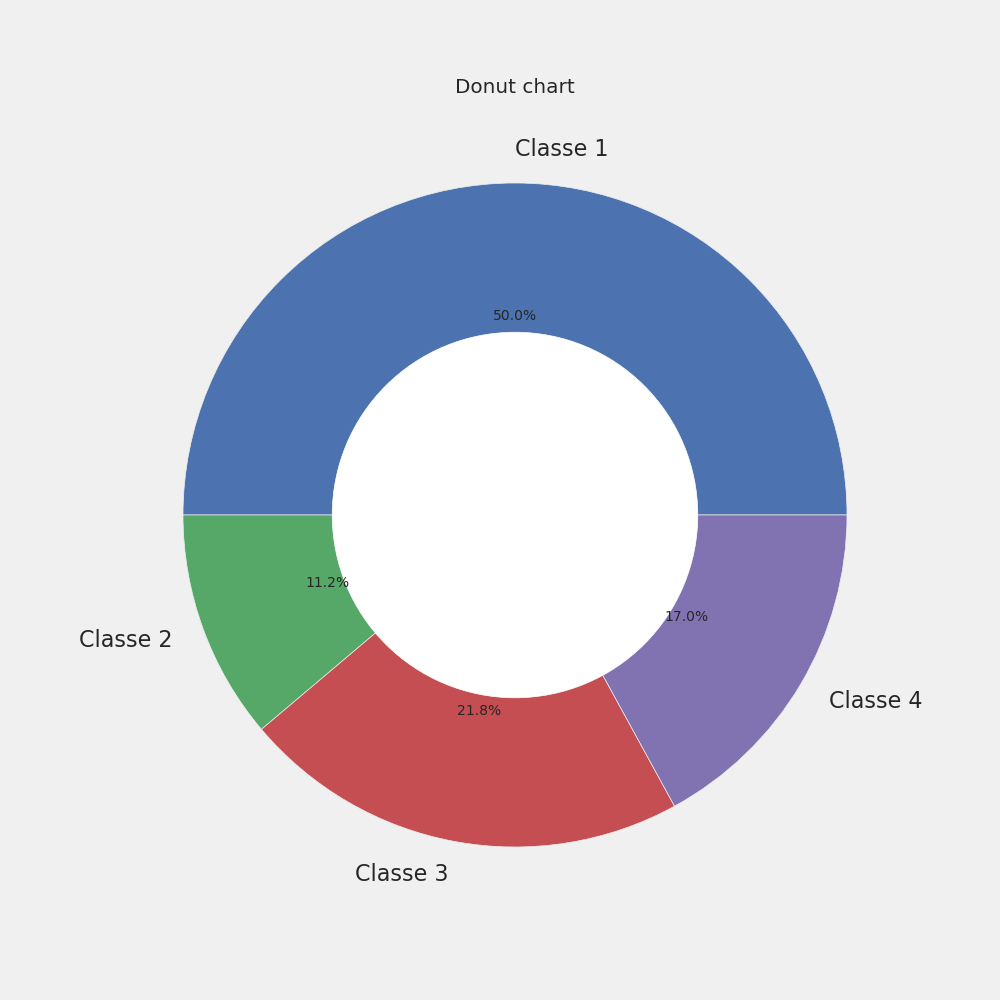 Donut chart
Classe 1
50.0%
11.2%
17.0%
Classe 2
Classe 4
21.8%
Classe 3